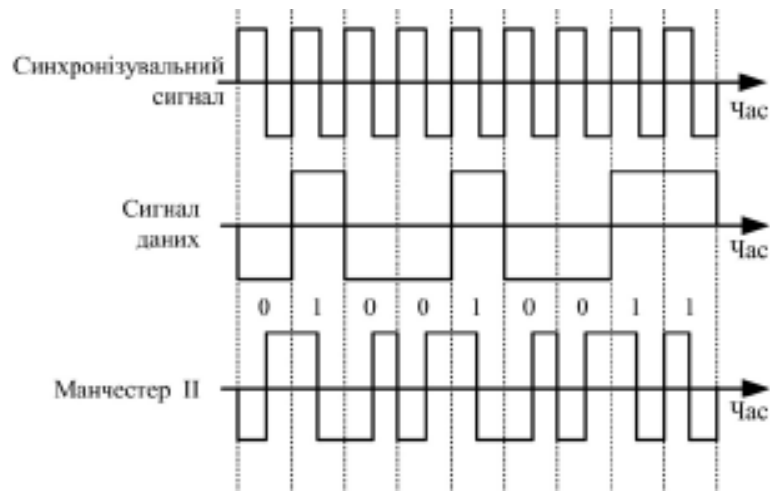 Синхронізувальний
сигнал
Час
Сигнал
даних
Час
0 1 0 0 1 0 0 1 1
Манчестер II
Час